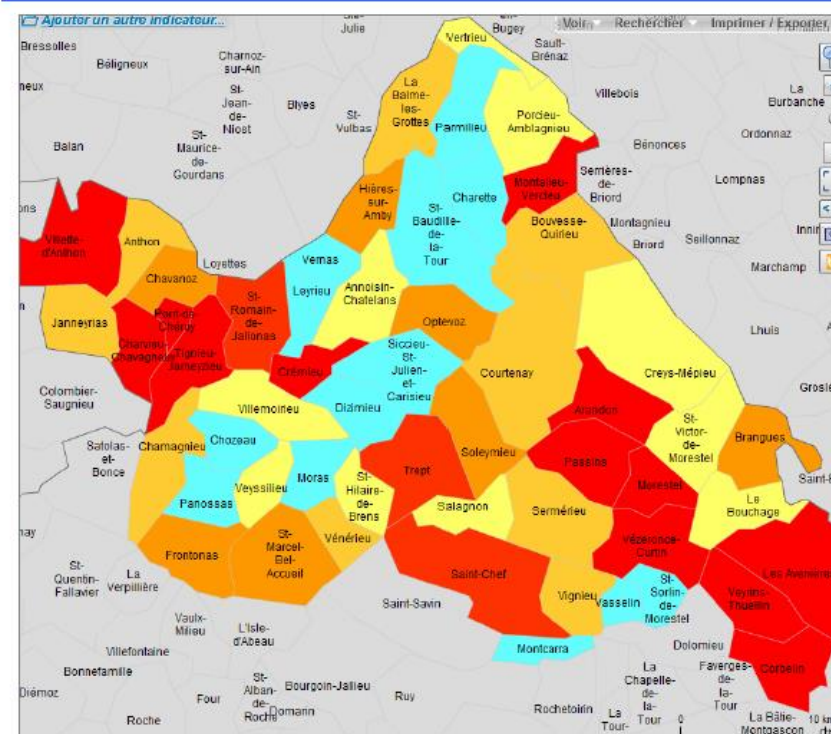 Ajouter un autre indicateur...
Voir
Rechercher
Imprimer / Exporter
Julie
Bugey
Vertrieu
Sault-
Brénaz
Bressolles
Béligneux
Charnoz-
sur-Ain
La
Balme-
les-
Grottes
Villebois
La
Burbanche
St-
Jean-
de-
Niost
Blyes
St-
Vulbas
Parmilieu
Porcieu-
Amblagnieu
Ordonnaz
Balan
St-
Maurice-
de-
Gourdans
Bénonces
Hières-
sur-
Amby
Charette
Montalieu-
Vercieu
Serrières-
de-
Briord
Lompnas
St-
Baudille-
de-
la-
Tour
Bouvesse-
Quirieu
Montagnieu
Briord
Seillonnaz
Villette-
d'Anthon
Anthon
Loyettes
Vernas
Marchamp
Chavanoz
Leyrieu
Annoisin-
Chatelans
Janneyrias
Pont-de-
Chéruy
St-
Romain-
de-
Jalionas
Optevoz
Lhuis
Charvieu-
Chavagneux
Tignieu-
Jameyzieu
Crémieu
Siccieu-
St-
Julien-
et-
Carisieu
Courtenay
Creys-Mépieu
Colombier-
Saugnieu
Villemoirieu
Dizimieu
Arandon
St-
Victor-
de-
Morestel
Brangues
Satolas-
et-
Bonce
Chamagnieu
Chozeau
Soleymieu
Trept
Passins
Morestel
Panossas
Veyssilieu
Moras
St-
Hilaire-
de-
Brens
Salagnon
Sermérieu
Le
Bouchage
Frontonas
St-
Marcel-
Bel-
Accueil
Vénérieu
Vézeronce-
Curtin
St-
Quentin-
Fallavier
La
Verpillière
Saint-Chef
Vignieu
Vasselin
St-
Sorlin-
de-
Morestel
Veyrins-
Thuellin
Saint-Savin
Vaulx-
Milieu
L'Isle-
d'Abeau
Montcarra
Dolomieu
Corbelin
Villefontaine
Bonnefamille
La
Chapelle-
de-
la-
Tour
Faverges-
de-
la-
Tour
Diémoz
Four
St-
Alban-
de-
Roche
Bourgoin-Jallieu
Ruy
Roche
Domarin
Rochetoirin
La
Tour-
0
10 km
La Bâtie-
Montgascon